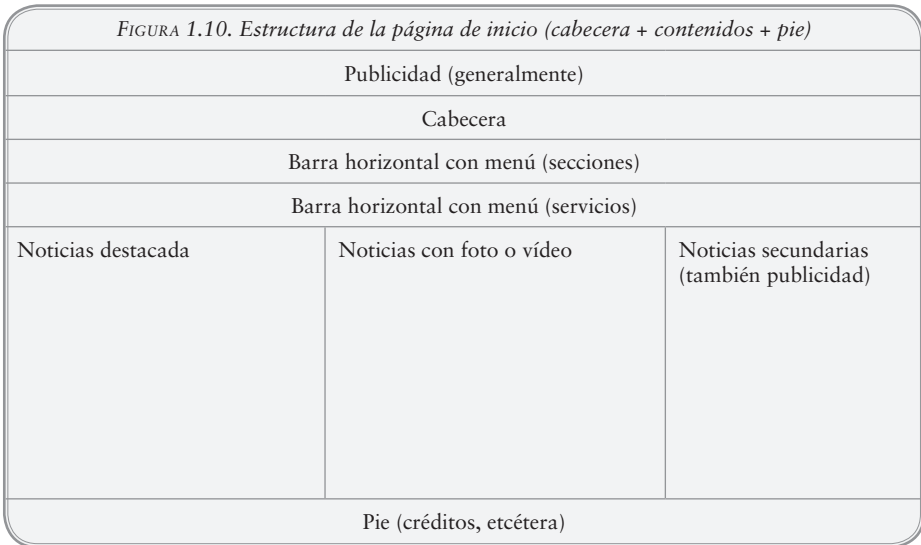 FIGURA 1.10. Estructura de la página de inicio (cabecera + contenidos + pie)
Publicidad (generalmente)
Cabecera
Barra horizontal con menú (secciones)
Barra horizontal con menú (servicios)
Noticias destacada
Noticias con foto o vídeo
Noticias secundarias
(también publicidad)
Pie (créditos, etcétera)